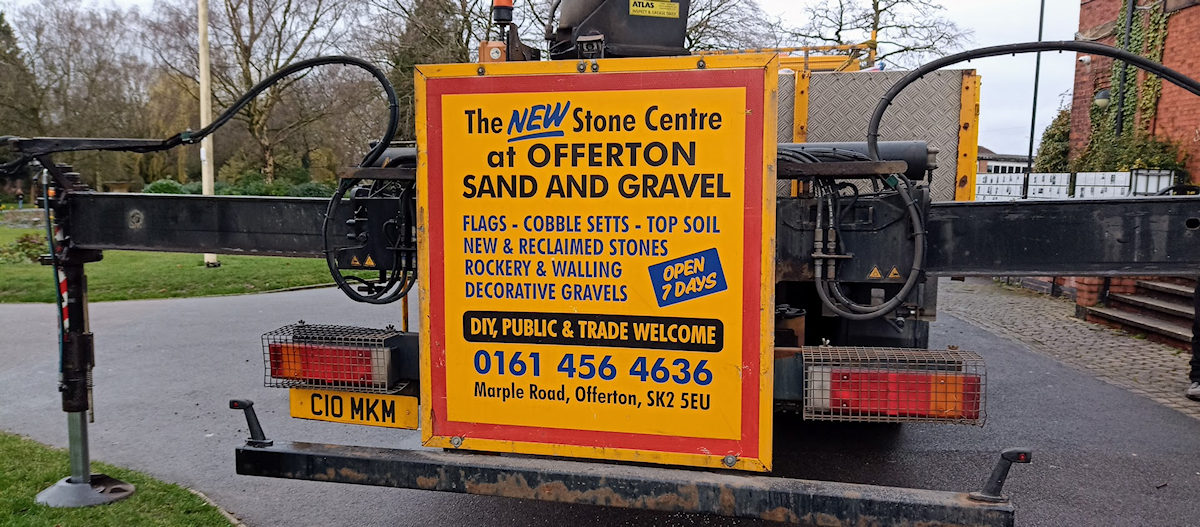 ATLAS
The NEW Stone Centre
at OFFERTON
SAND AND GRAVEL
FLAGS - COBBLE SETTS - TOP SOIL
NEW & RECLAIMED STONES
ROCKERY & WALLING
DECORATIVE GRAVELS
OPEN
7 DAYS
DIY, PUBLIC & TRADE WELCOME
0161 456 4636
Marple Road, Offerton, SK2 5EU
C10 MKM